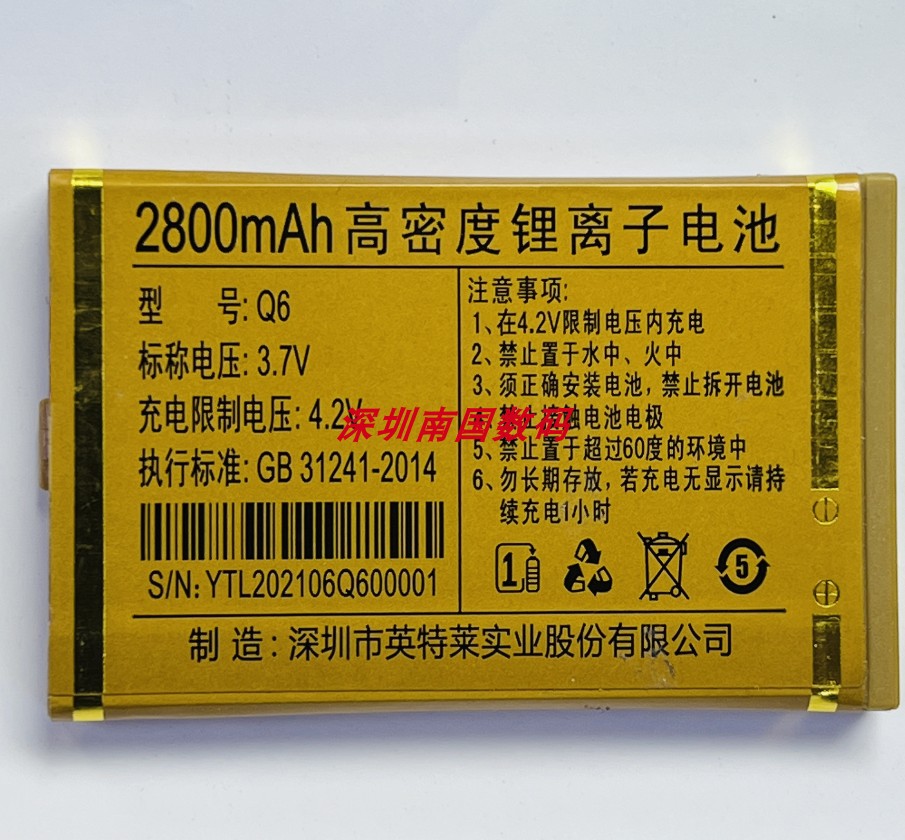 2800mAh高密度锂离子电池
型 号: Q6
标称电压: 3.7V
充电限制电压: 4.2V
执行标准: GB 31241-2014
S/N: YTL202106Q600001
注意事项:
1、在4.2V限制电压内充电
2、禁止置于水中、火中
3、须正确安装电池，禁止拆开电池
深圳南国数码
触电池电极
5、禁止置于超过60度的环境中
6、勿长期存放，若充电无显示请持
续充电1小时
1
5
制 造: 深圳市英特莱实业股份有限公司